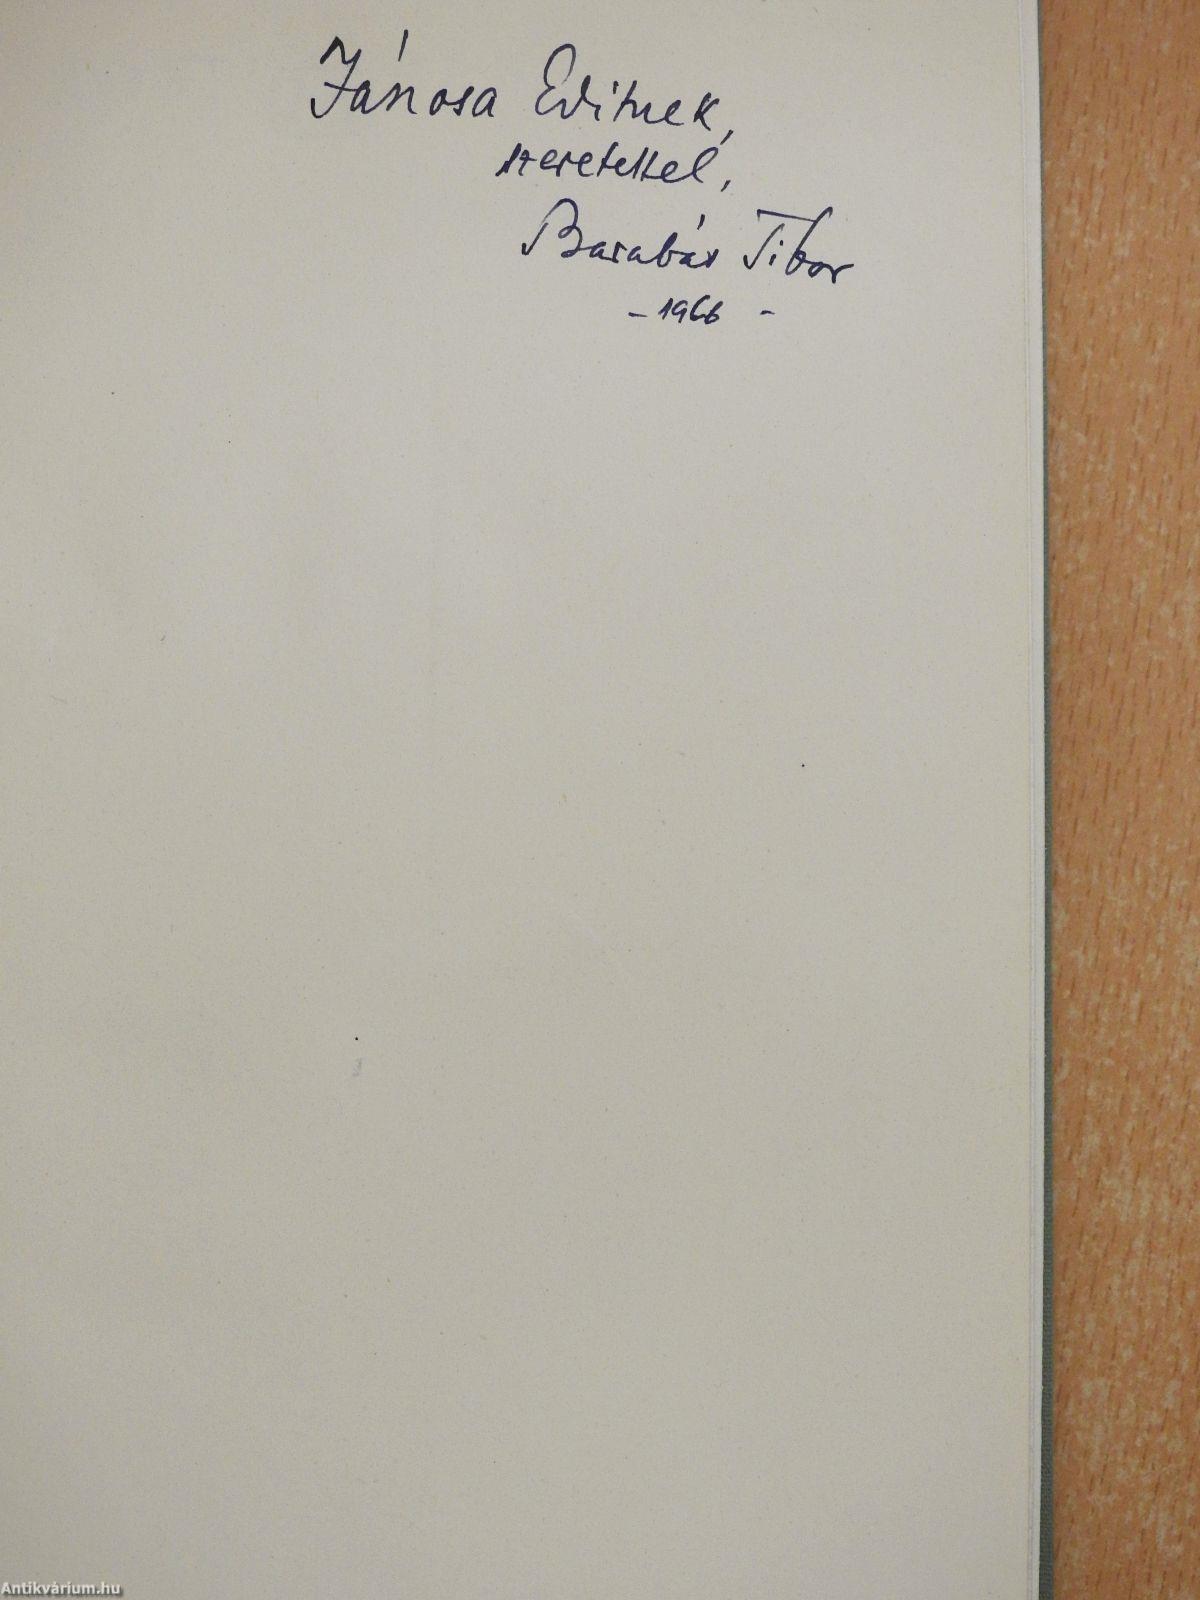 Jánosa Editnek,
szeretettel,
Barabás Tibor
- 1966 -
Antikvárium.hu